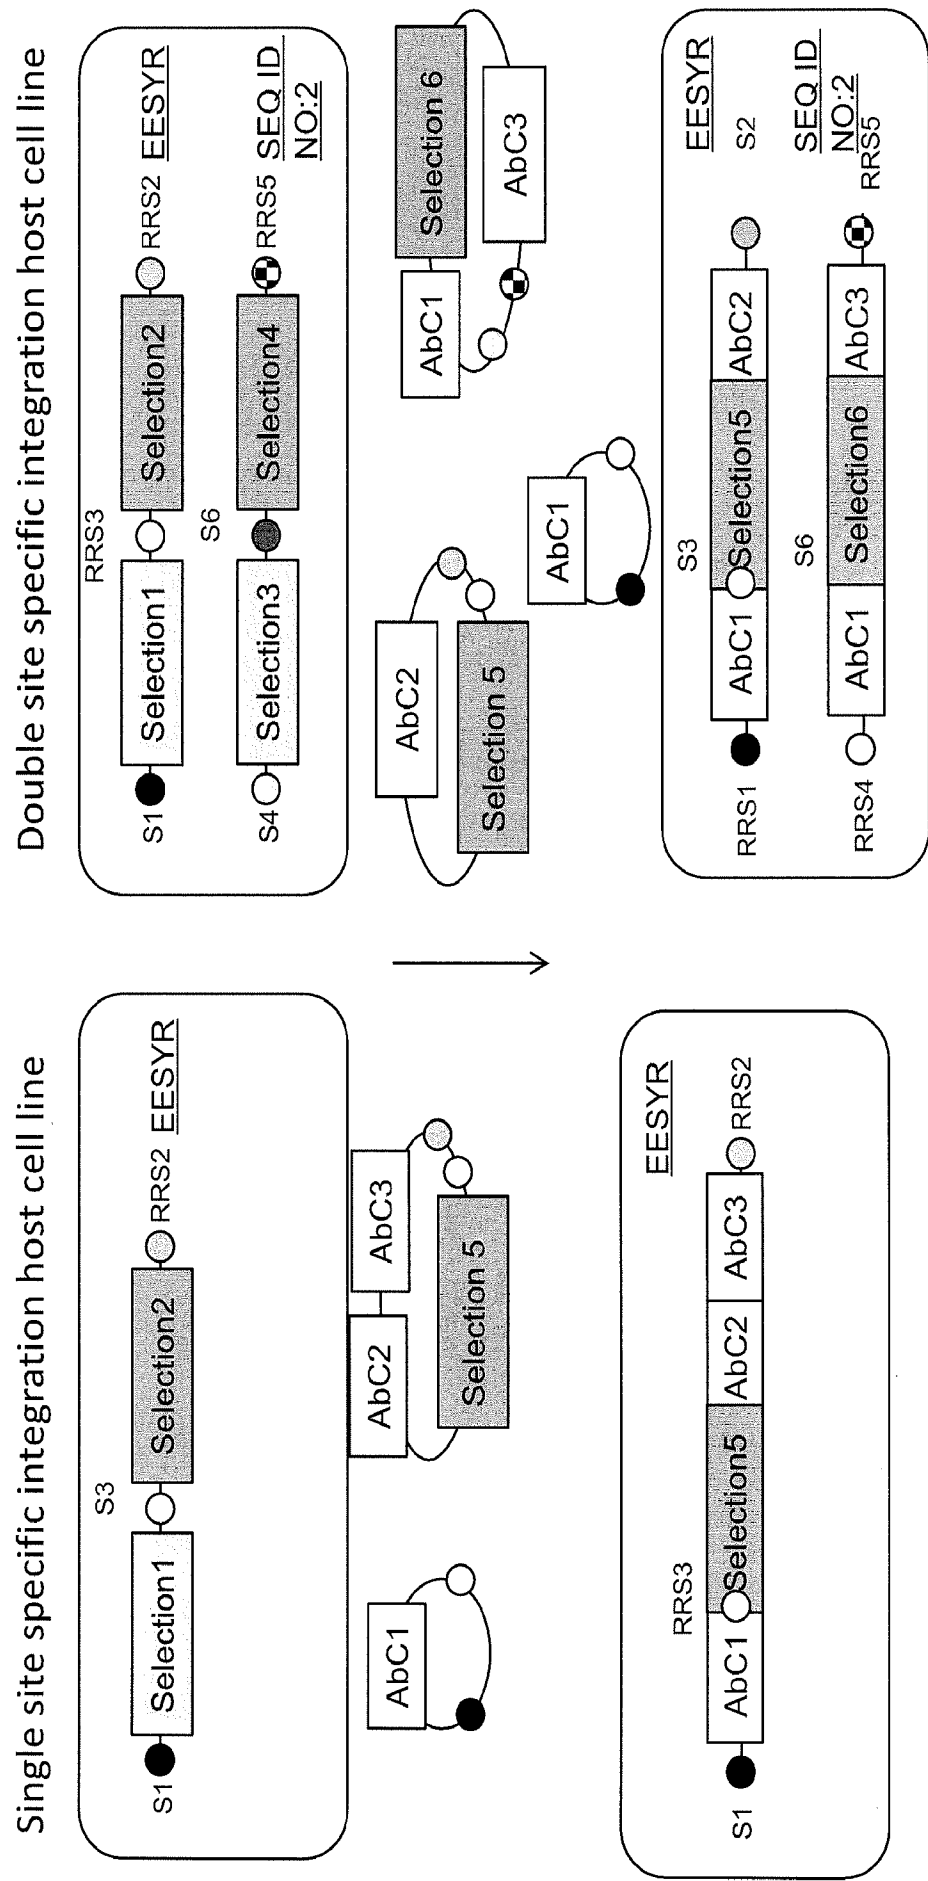 Single site specific integration host cell line
S3
S1 Selection1 Selection2 RRS2 EESYR
AbC1
AbC2 AbC3
Selection 5
EESYR
RRS3
S1 AbC1 Selection5 AbC2 AbC3 RRS2
Double site specific integration host cell line
RRS3
S1 Selection1 Selection2 RRS2 EESYR
S6
S4 Selection3 Selection4 RRS5 SEQ ID
NO:2
AbC2
Selection 5
AbC1
AbC1 Selection 6
AbC3
EESYR
S3
RRS1 AbC1 Selection5 AbC2 S2
SEQ ID
NO:2
S6
RRS4 AbC1 Selection6 AbC3 RRS5